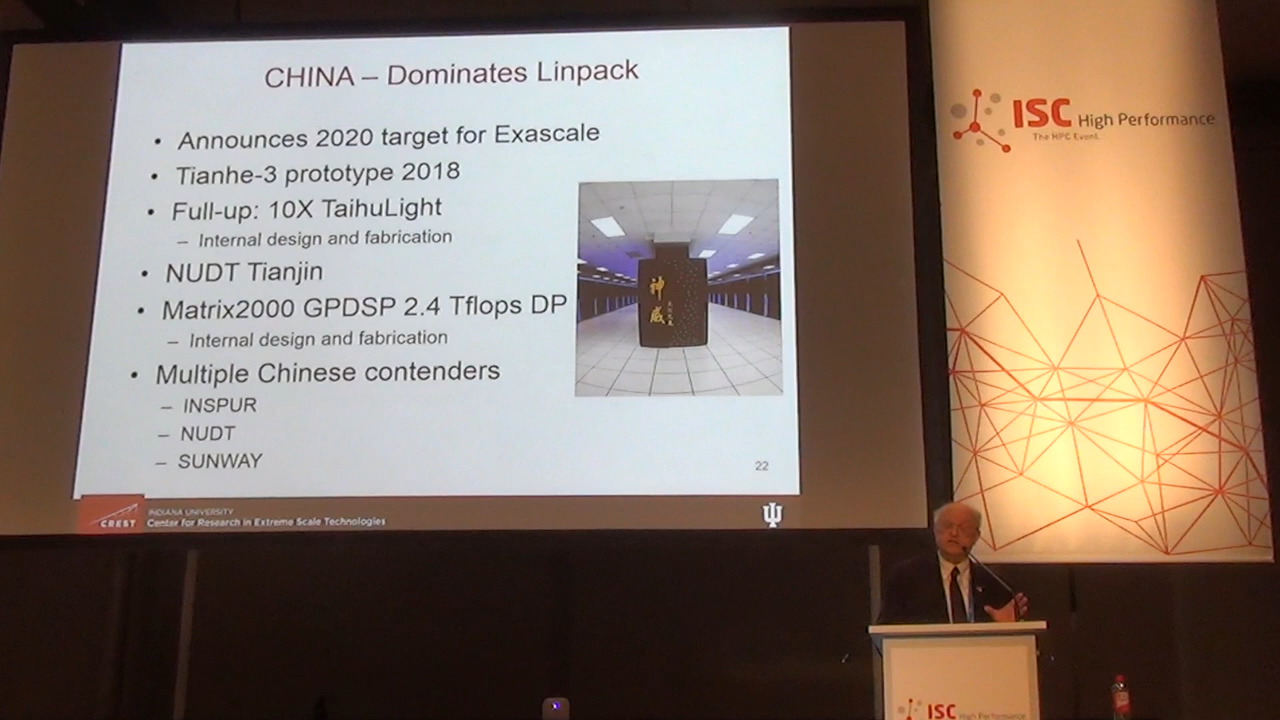 CHINA – Dominates Linpack
• Announces 2020 target for Exascale
• Tianhe-3 prototype 2018
• Full-up: 10X TaihuLight
– Internal design and fabrication
• NUDT Tianjin
• Matrix2000 GPDSP 2.4 Tflops DP
– Internal design and fabrication
• Multiple Chinese contenders
– INSPUR
– NUDT
– SUNWAY
神
威
22
CREST
INDIANA UNIVERSITY
Center for Research in Extreme Scale Technologies
ISC High Performance
The HPC Event.
ISC High Performance